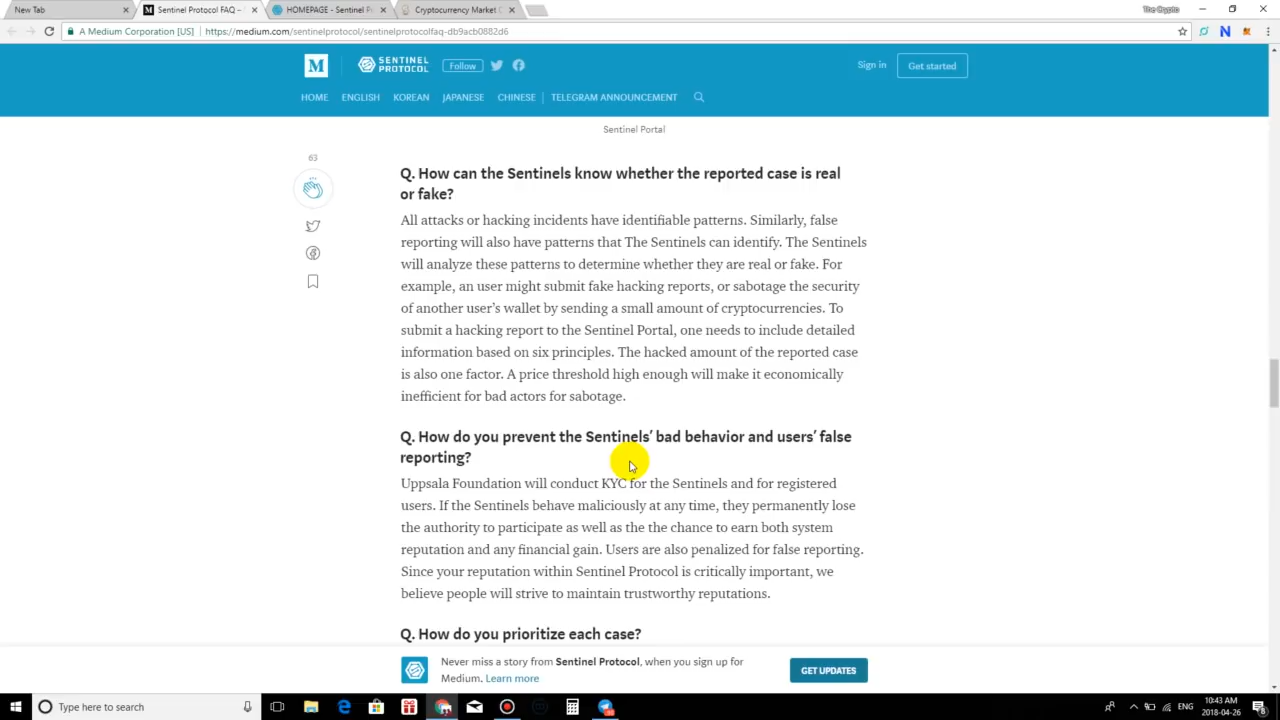 New Tab
Sentinel Protocol FAQ –
HOMEPAGE - Sentinel P
Cryptocurrency Market C
The Crypto
A Medium Corporation [US]
https://medium.com/sentinelprotocol/sentinelprotocolfaq-db9acb0882d6
M
SENTINEL
PROTOCOL
Follow
Sign in
Get started
HOME
ENGLISH
KOREAN
JAPANESE
CHINESE
TELEGRAM ANNOUNCEMENT
Sentinel Portal
63
Q. How can the Sentinels know whether the reported case is real
or fake?
All attacks or hacking incidents have identifiable patterns. Similarly, false
reporting will also have patterns that The Sentinels can identify. The Sentinels
will analyze these patterns to determine whether they are real or fake. For
example, an user might submit fake hacking reports, or sabotage the security
of another user’s wallet by sending a small amount of cryptocurrencies. To
submit a hacking report to the Sentinel Portal, one needs to include detailed
information based on six principles. The hacked amount of the reported case
is also one factor. A price threshold high enough will make it economically
inefficient for bad actors for sabotage.
Q. How do you prevent the Sentinels’ bad behavior and users’ false
reporting?
Uppsala Foundation will conduct KYC for the Sentinels and for registered
users. If the Sentinels behave maliciously at any time, they permanently lose
the authority to participate as well as the the chance to earn both system
reputation and any financial gain. Users are also penalized for false reporting.
Since your reputation within Sentinel Protocol is critically important, we
believe people will strive to maintain trustworthy reputations.
Q. How do you prioritize each case?
Never miss a story from Sentinel Protocol, when you sign up for
Medium. Learn more
GET UPDATES
Type here to search
ENG
10:43 AM
2018-04-26